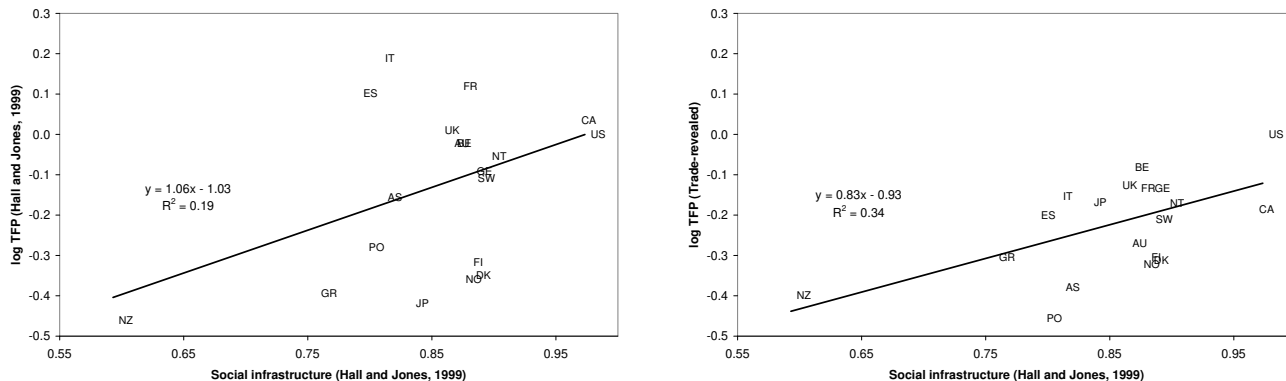 0.3
0.2
0.1
0.0
-0.1
-0.2
-0.3
-0.4
-0.5
log TFP (Hall and Jones, 1999)
IT
ES
FR
CA
US
UK
AU
BE
NT
GE
SW
AS
y = 1.06x - 1.03
R² = 0.19
PO
FI
DK
NO
GR
JP
NZ
0.55
0.65
0.75
0.85
0.95
Social infrastructure (Hall and Jones, 1999)
0.3
0.2
0.1
0.0
-0.1
-0.2
-0.3
-0.4
-0.5
log TFP (Trade-revealed)
US
BE
UK
FR
GE
IT
JP
NT
y = 0.83x - 0.93
R² = 0.34
ES
CA
SW
AU
GR
FI
DK
NO
AS
NZ
PO
0.55
0.65
0.75
0.85
0.95
Social infrastructure (Hall and Jones, 1999)